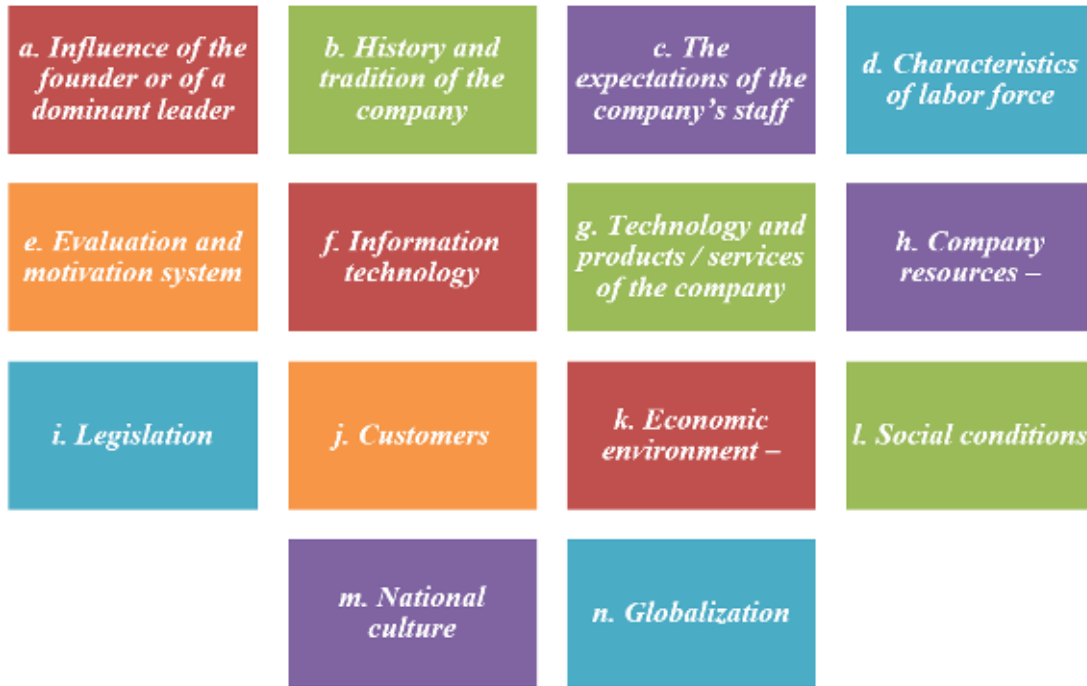 a. Influence of the
founder or of a
dominant leader
b. History and
tradition of the
company
c. The
expectations of the
company's staff
d. Characteristics
of labor force
e. Evaluation and
motivation system
f. Information
technology
g. Technology and
products / services
of the company
h. Company
resources –
i. Legislation
j. Customers
k. Economic
environment –
l. Social conditions
m. National
culture
n. Globalization